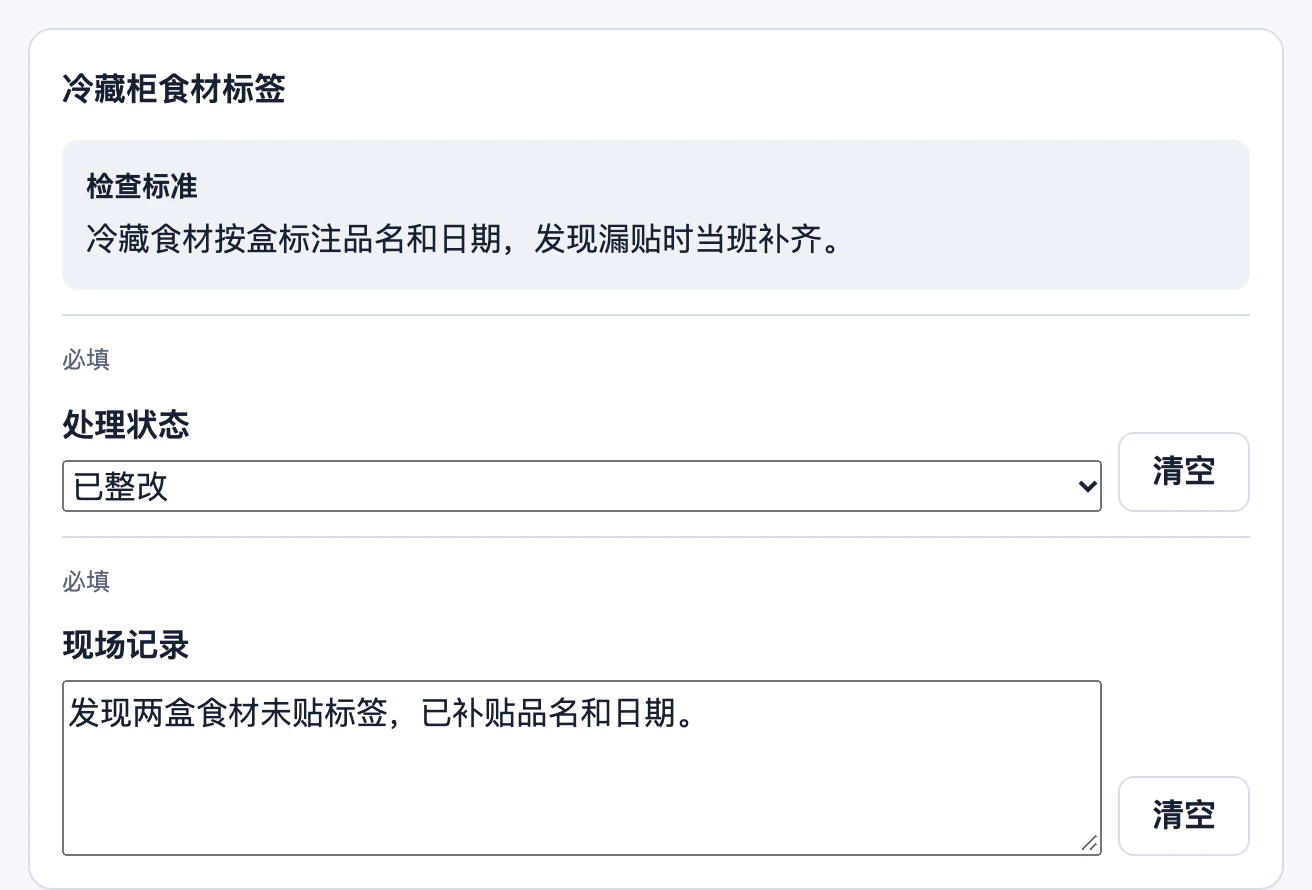 冷藏柜食材标签
检查标准
冷藏食材按盒标注品名和日期，发现漏贴时当班补齐。
必填
处理状态
已整改
清空
必填
现场记录
发现两盒食材未贴标签，已补贴品名和日期。
清空